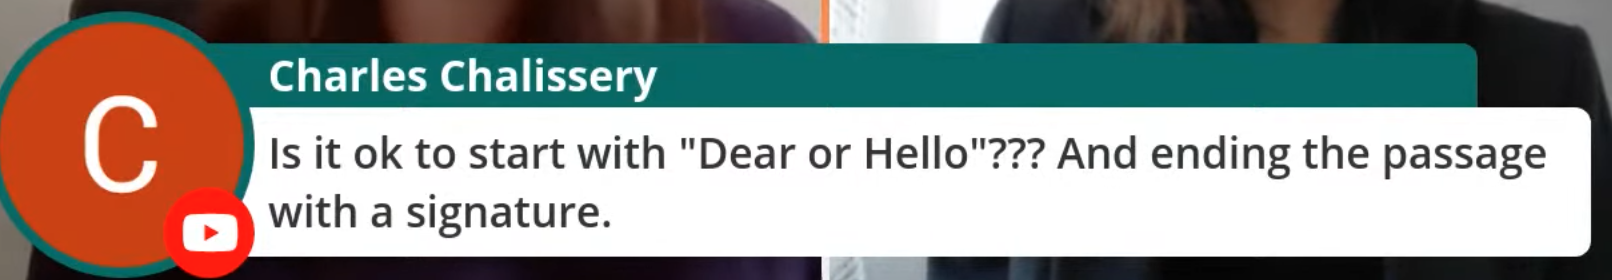 C
Charles Chalissery
Is it ok to start with "Dear or Hello"??? And ending the passage
with a signature.